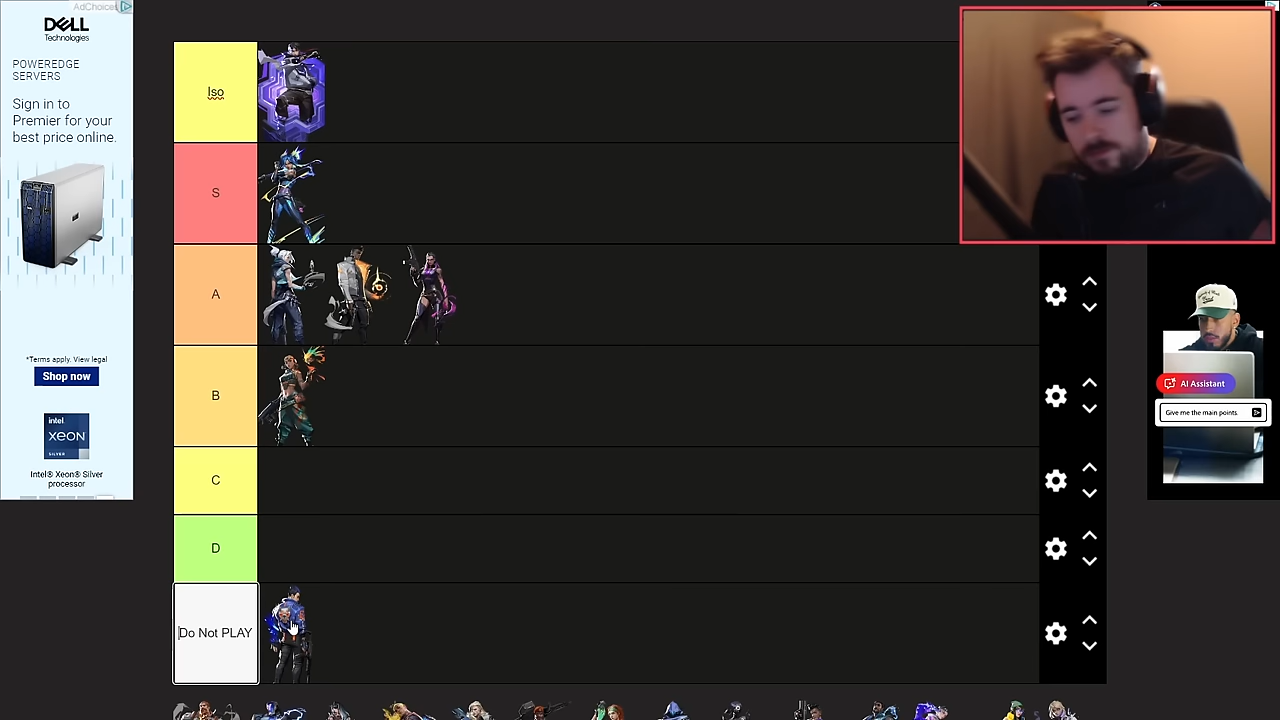 AdChoices
DELL
Technologies
POWEREDGE
SERVERS
Sign in to
Premier for your
best price online.
*Terms apply. View legal
Shop now
intel.
XEON
SILVER
Intel® Xeon® Silver
processor
Iso
S
A
B
C
D
Do Not PLAY
AI Assistant
Give me the main points.